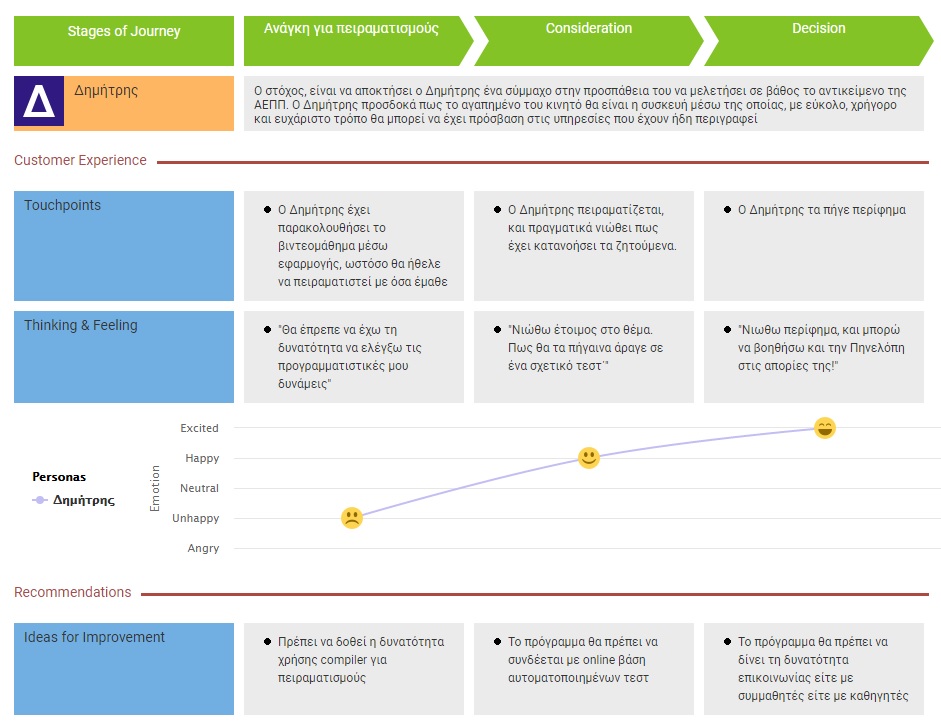 Stages of Journey
Ανάγκη για πειραματισμούς
Consideration
Decision
Δ
Δημήτρης
Ο στόχος, είναι να αποκτήσει ο Δημήτρης ένα σύμμαχο στην προσπάθεια του να μελετήσει σε βάθος το αντικείμενο της
ΑΕΠΠ. Ο Δημήτρης προσδοκά πως το αγαπημένο του κινητό θα είναι η συσκευή μέσω της οποίας, με εύκολο, χρήγορο
και ευχάριστο τρόπο θα μπορεί να έχει πρόσβαση στις υπηρεσίες που έχουν ήδη περιγραφεί
Customer Experience
Touchpoints
Ο Δημήτρης έχει
παρακολουθήσει το
βιντεομάθημα μέσω
εφαρμογής, ωστόσο θα ήθελε
να πειραματιστεί με όσα έμαθε
Ο Δημήτρης πειραματίζεται,
και πραγματικά νιώθει πως
έχει κατανοήσει τα ζητούμενα.
Ο Δημήτρης τα πήγε περίφημα
Thinking & Feeling
"Θα έπρεπε να έχω τη
δυνατότητα να ελέγξω τις
προγραμματιστικές μου
δυνάμεις"
"Νιώθω έτοιμος στο θέμα.
Πως θα τα πήγαινα άραγε σε
ένα σχετικό τεστ¨"
"Νιωθω περίφημα, και μπορώ
να βοηθήσω και την Πηνελόπη
στις απορίες της!"
Personas
Δημήτρης
Emotion
Excited
Happy
Neutral
Unhappy
Angry
Recommendations
Ideas for Improvement
Πρέπει να δοθεί η δυνατότητα
χρήσης compiler για
πειραματισμούς
Το πρόγραμμα θα πρέπει να
συνδέεται με online βάση
αυτοματοποιημένων τεστ
Το πρόγραμμα θα πρέπει να
δίνει τη δυνατότητα
επικοινωνίας είτε με
συμμαθητές είτε με καθηγητές